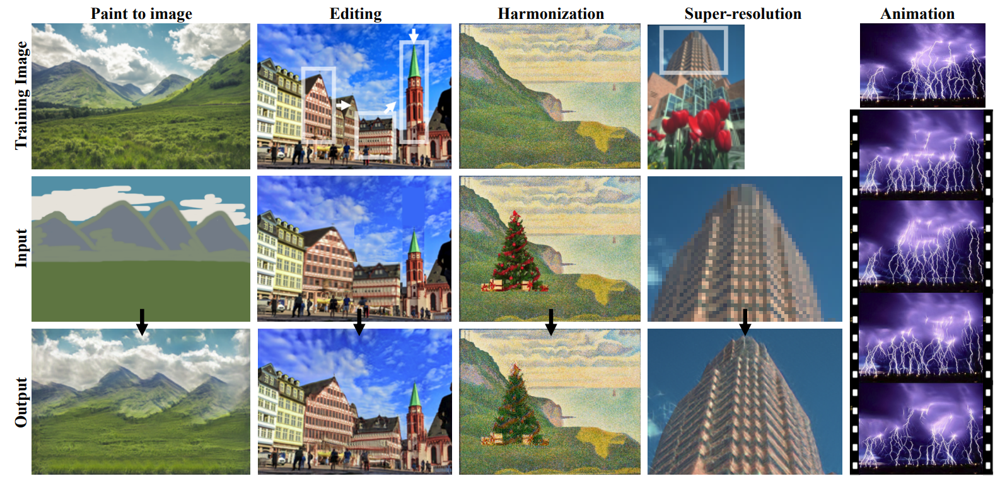 Paint to image
Editing
Harmonization
Super-resolution
Animation
Training Image
Input
Output